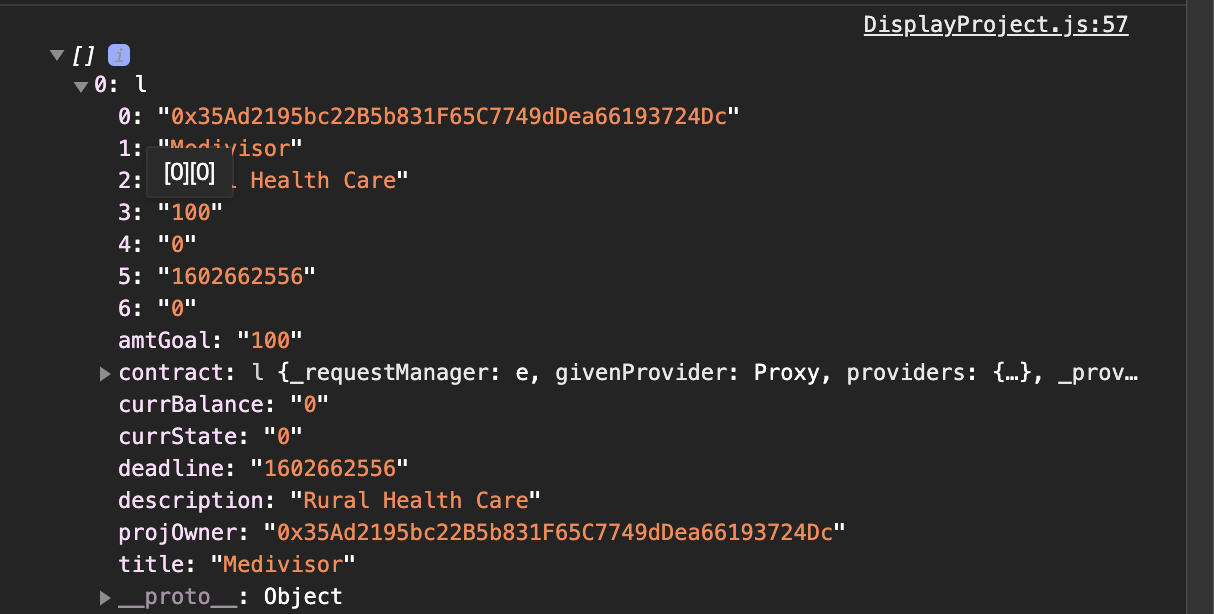 DisplayProject.js:57
▼ [] i
▼ 0: l
0: "0x35Ad2195bc22B5b831F65C7749dDea66193724Dc"
1: "Medivisor"
[0][0]
2: Health Care"
3: "100"
4: "0"
5: "1602662556"
6: "0"
amtGoal: "100"
▶ contract: l {_requestManager: e, givenProvider: Proxy, providers: {…}, _prov…
currBalance: "0"
currState: "0"
deadline: "1602662556"
description: "Rural Health Care"
projOwner: "0x35Ad2195bc22B5b831F65C7749dDea66193724Dc"
title: "Medivisor"
▶ __proto__: Object